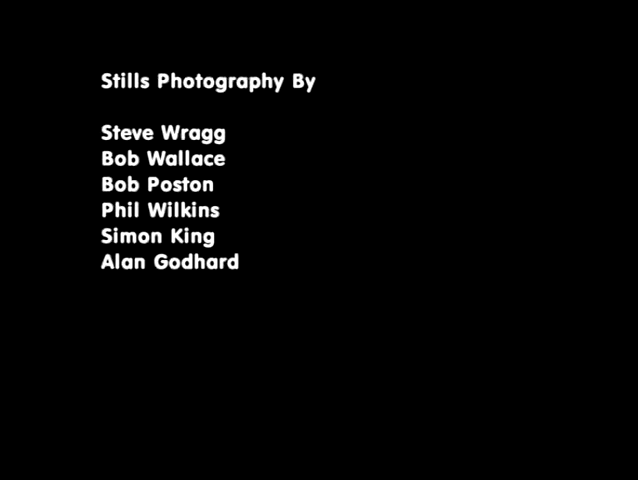 Stills Photography By
Steve Wragg
Bob Wallace
Bob Poston
Phil Wilkins
Simon King
Alan Godhard